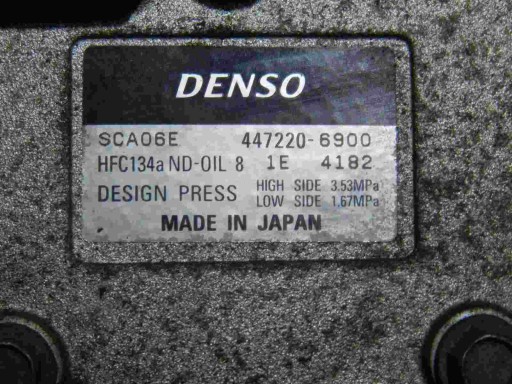 DENSO
SCA06E 447220-6900
HFC134a ND-OIL 8 1E 4182
DESIGN PRESS HIGH SIDE 3.53MPa
LOW SIDE 1.67MPa
MADE IN JAPAN